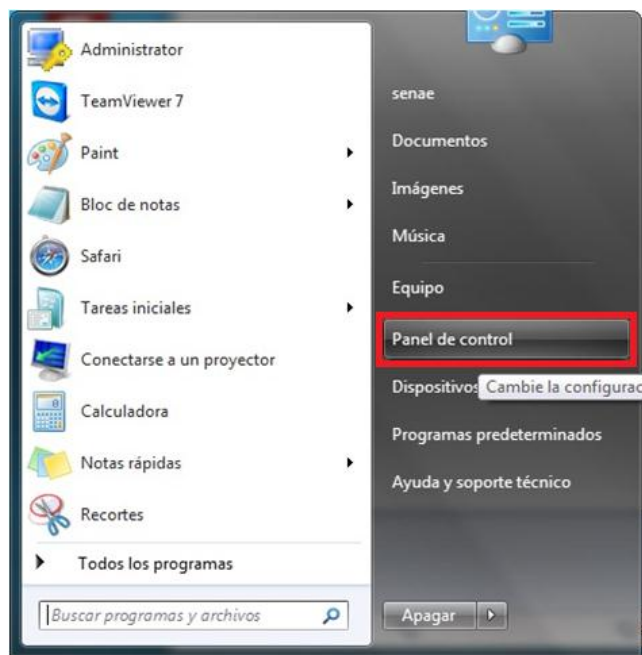 Administrator
TeamViewer 7
Paint
Bloc de notas
Safari
Tareas iniciales
Conectarse a un proyector
Calculadora
Notas rápidas
Recortes
Todos los programas
Buscar programas y archivos
senae
Documentos
Imágenes
Música
Equipo
Panel de control
Dispositivos
Cambie la configurac
Programas predeterminados
Ayuda y soporte técnico
Apagar